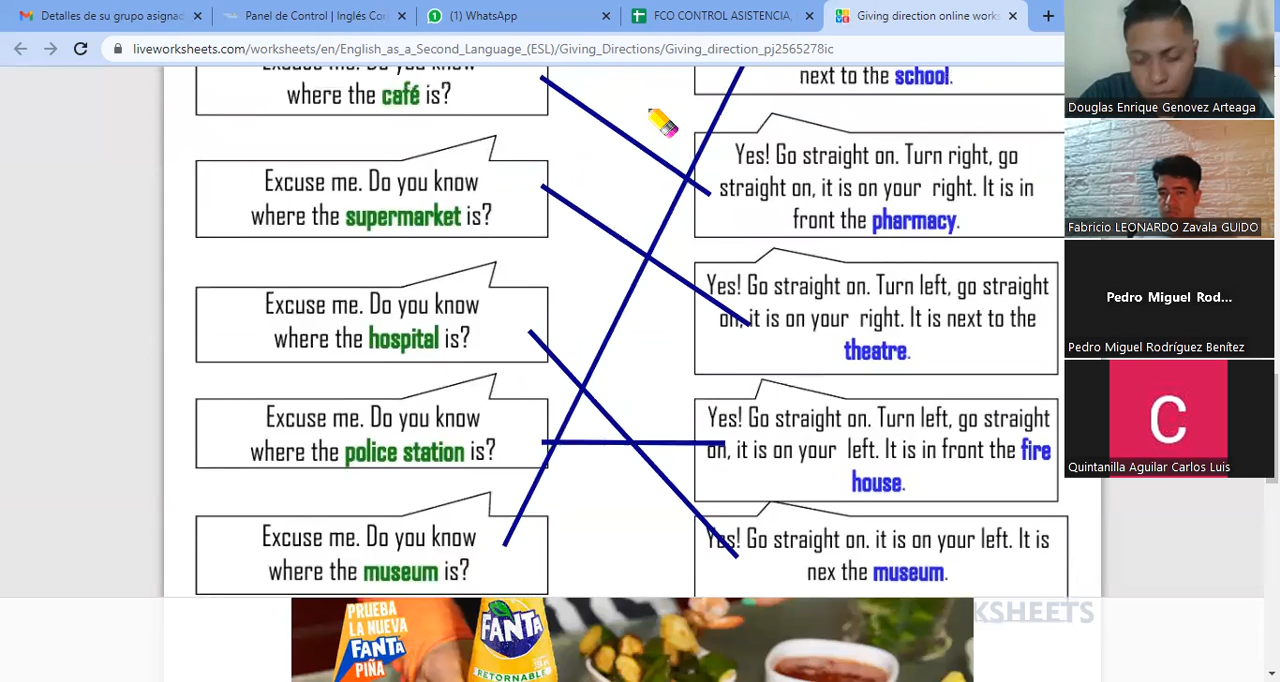 Detalles de su grupo asignad
Panel de Control | Inglés Co
(1) WhatsApp
FCO CONTROL ASISTENCIA,
Giving direction online works
liveworksheets.com/worksheets/en/English_as_a_Second_Language_(ESL)/Giving_Directions/Giving_direction_pj2565278ic
Excuse me. Do you know
where the café is?
next to the school.
Excuse me. Do you know
where the supermarket is?
Yes! Go straight on. Turn right, go
straight on, it is on your right. It is in
front the pharmacy.
Excuse me. Do you know
where the hospital is?
Yes! Go straight on. Turn left, go straight
on, it is on your right. It is next to the
theatre.
Excuse me. Do you know
where the police station is?
Yes! Go straight on. Turn left, go straight
on, it is on your left. It is in front the fire
house.
Excuse me. Do you know
where the museum is?
Yes! Go straight on. it is on your left. It is
nex the museum.
PRUEBA
LA NUEVA
FANTA
PIÑA
FANTA
RETORNABLE
KSHEETS
Douglas Enrique Genovez Arteaga
Fabricio LEONARDO Zavala GUIDO
Pedro Miguel Rod...
Pedro Miguel Rodríguez Benítez
C
Quintanilla Aguilar Carlos Luis